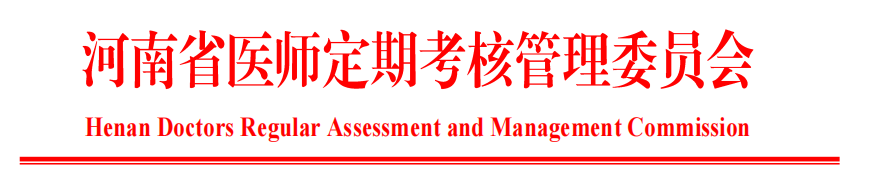 河南省医师定期考核管理委员会
Henan Doctors Regular Assessment and Management Commission